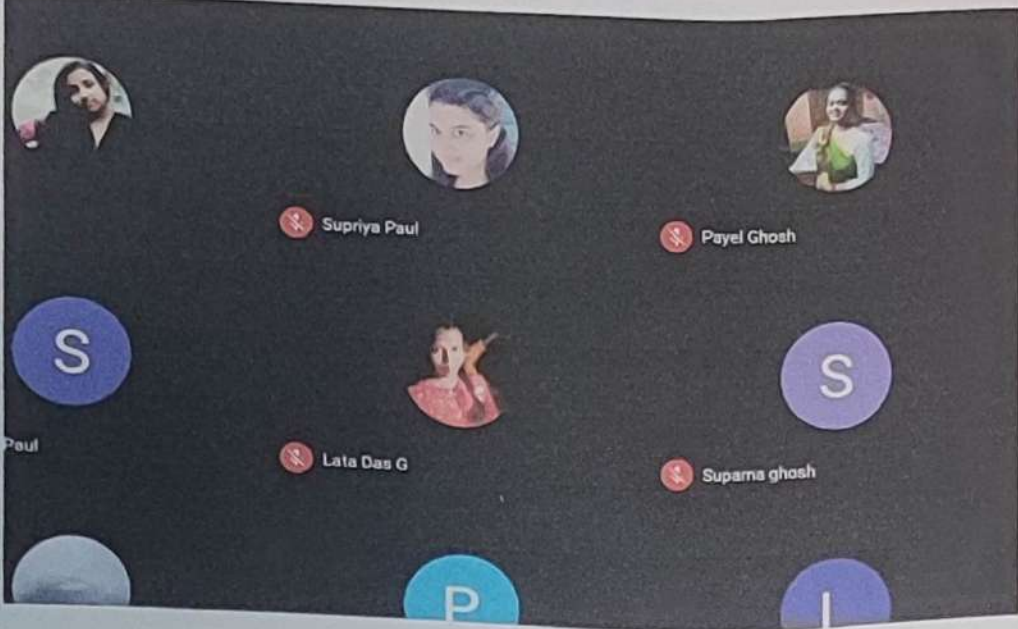 Supriya Paul
Payel Ghosh
S
S
Paul
Lata Das G
Suparna ghosh
P